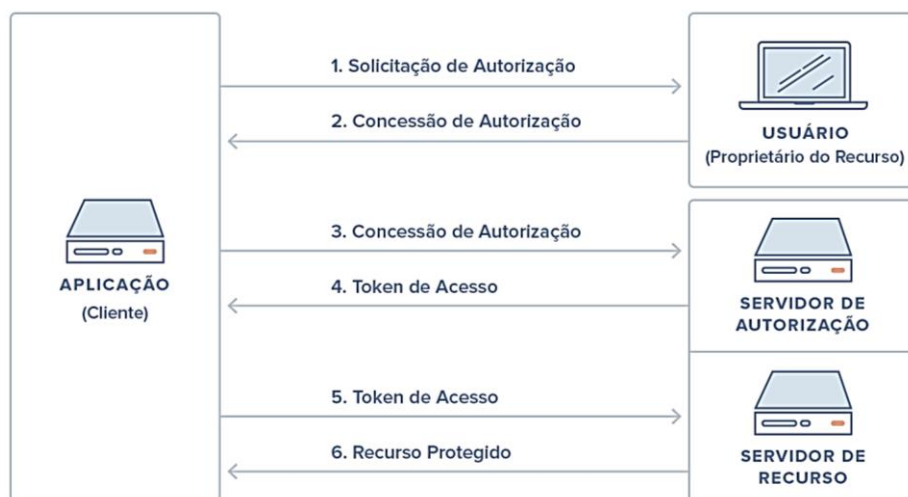 1. Solicitação de Autorização
2. Concessão de Autorização
USUÁRIO
(Proprietário do Recurso)
3. Concessão de Autorização
APLICAÇÃO
(Cliente)
4. Token de Acesso
SERVIDOR DE
AUTORIZAÇÃO
5. Token de Acesso
6. Recurso Protegido
SERVIDOR DE
RECURSO